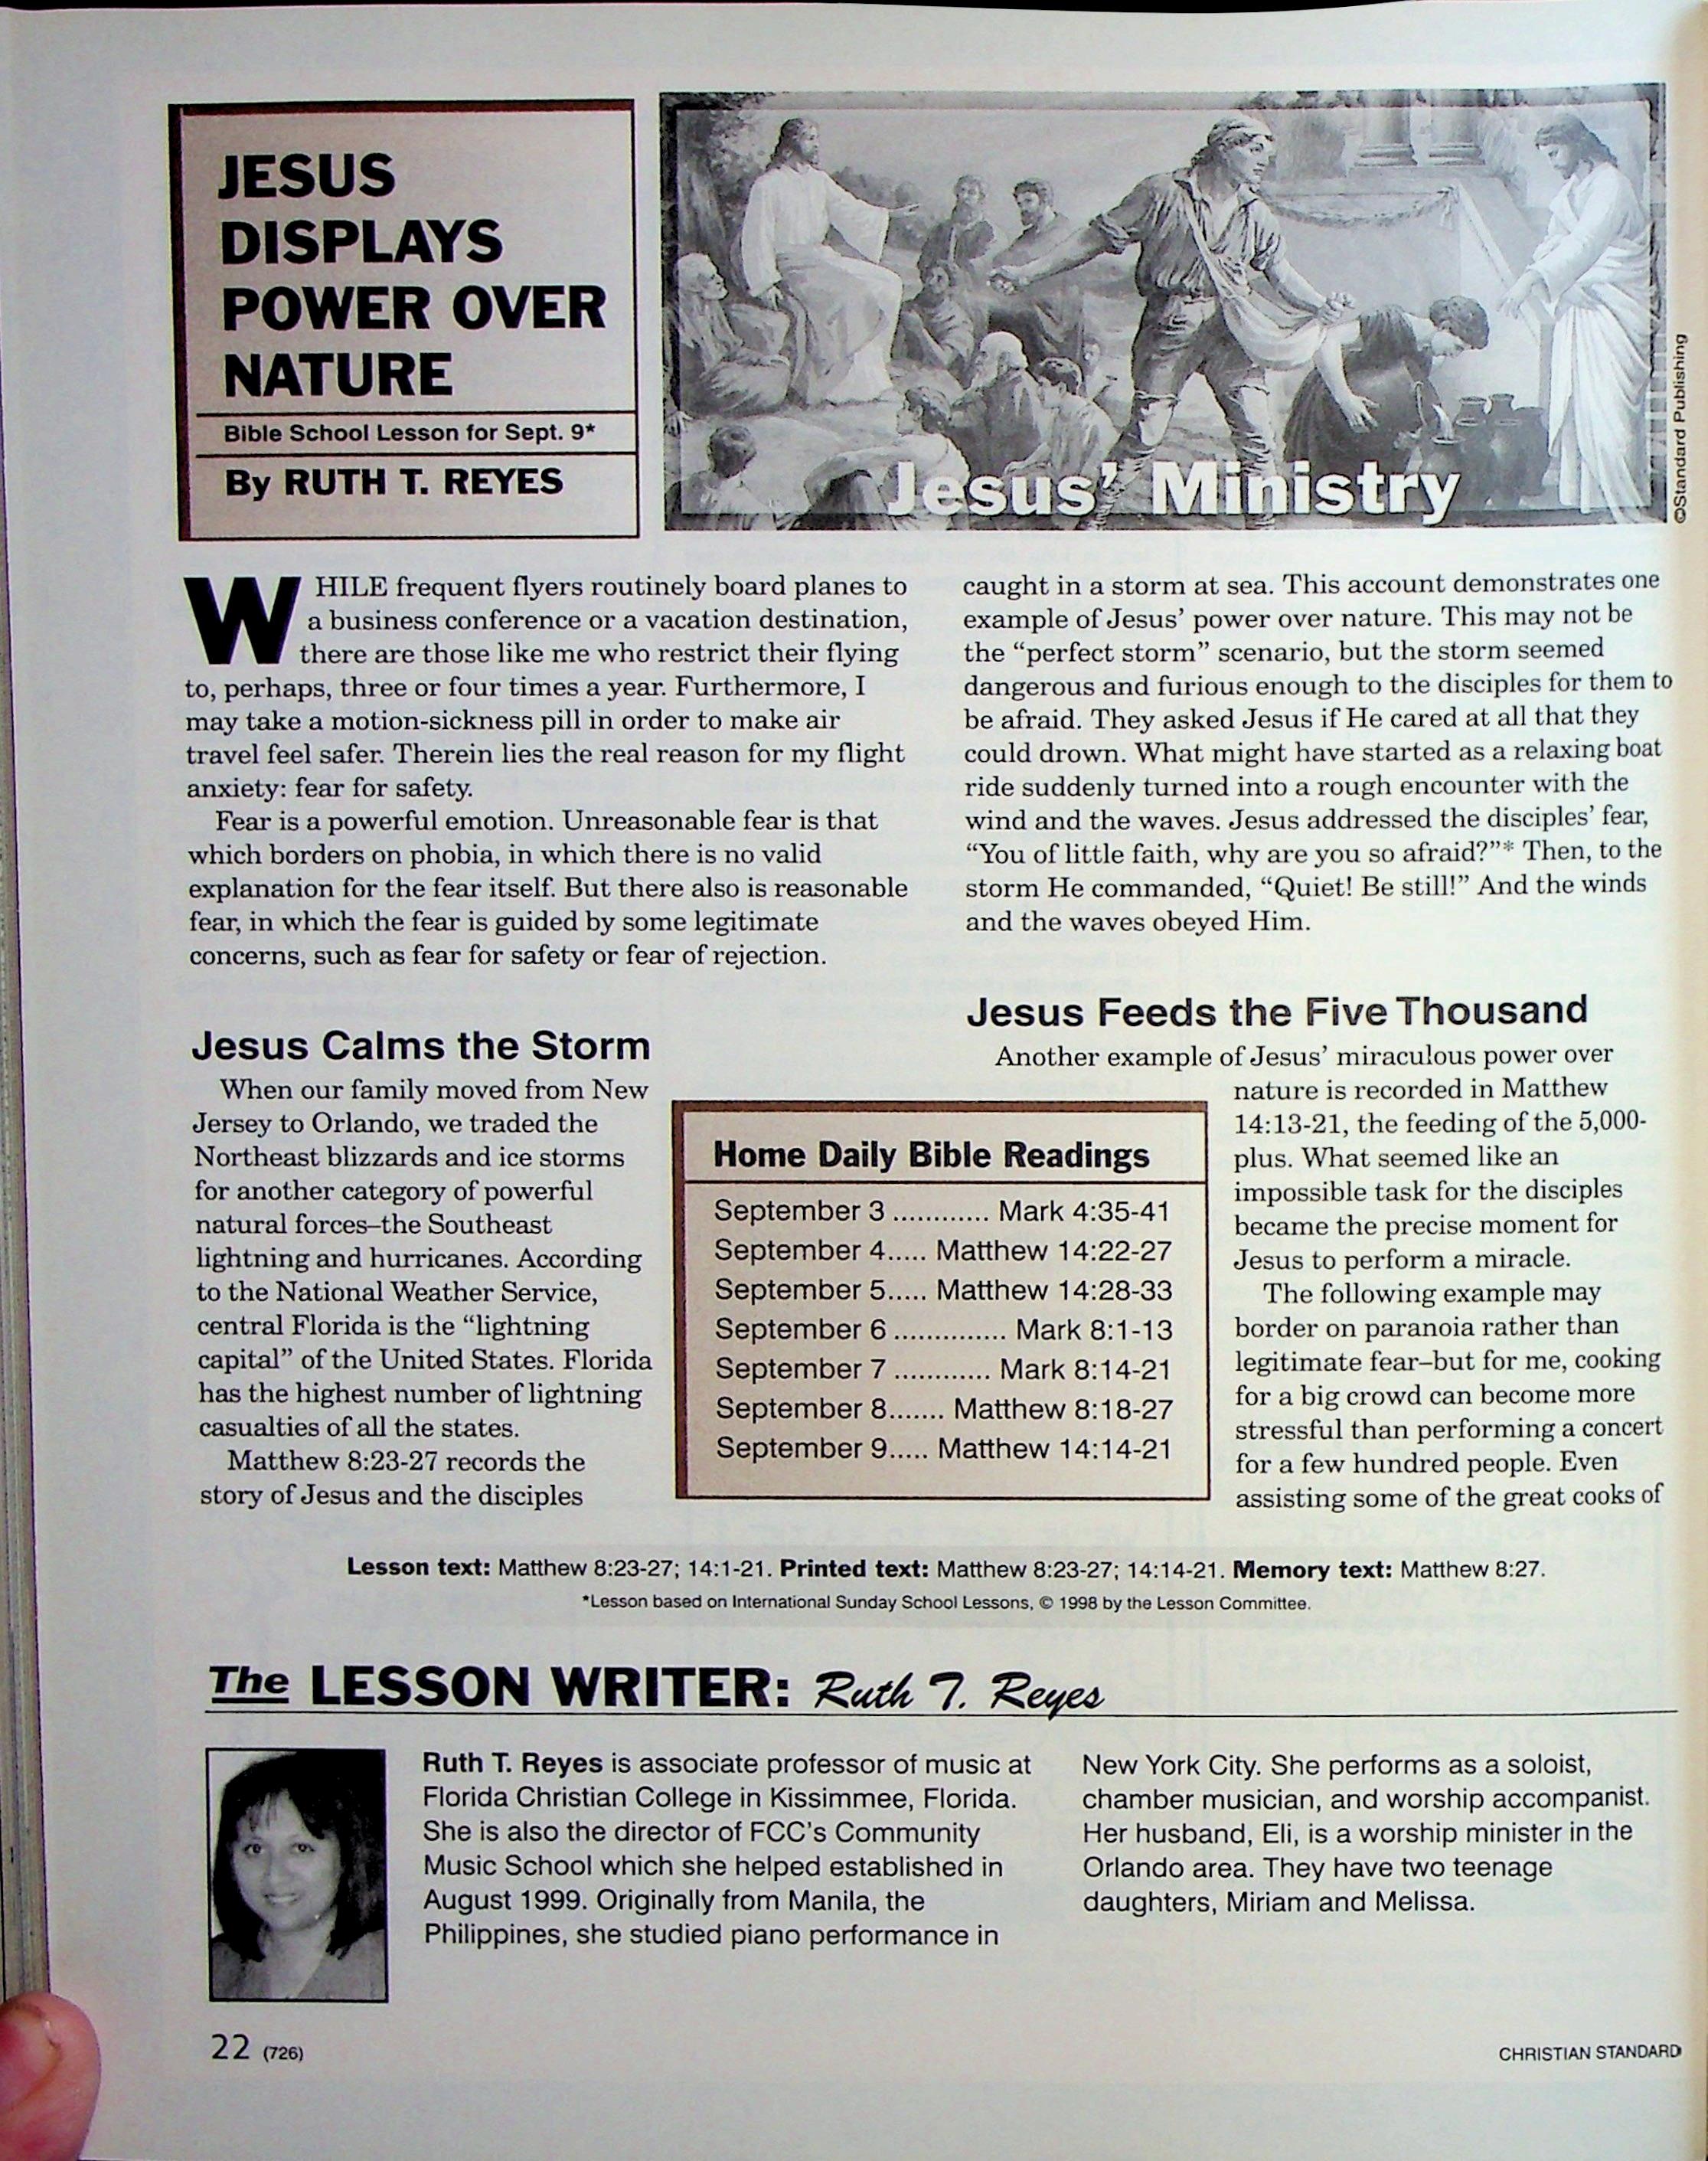 JESUS
DISPLAYS
POWER OVER
NATURE
Bible School Lesson for Sept. 9*
By RUTH T. REYES
Jesus' Ministry
©Standard Publishing
WHILE frequent flyers routinely board planes to
a business conference or a vacation destination,
there are those like me who restrict their flying
to, perhaps, three or four times a year. Furthermore, I
may take a motion-sickness pill in order to make air
travel feel safer. Therein lies the real reason for my flight
anxiety: fear for safety.
Fear is a powerful emotion. Unreasonable fear is that
which borders on phobia, in which there is no valid
explanation for the fear itself. But there also is reasonable
fear, in which the fear is guided by some legitimate
concerns, such as fear for safety or fear of rejection.
Jesus Calms the Storm
When our family moved from New
Jersey to Orlando, we traded the
Northeast blizzards and ice storms
for another category of powerful
natural forces–the Southeast
lightning and hurricanes. According
to the National Weather Service,
central Florida is the “lightning
capital” of the United States. Florida
has the highest number of lightning
casualties of all the states.
Matthew 8:23-27 records the
story of Jesus and the disciples
caught in a storm at sea. This account demonstrates one
example of Jesus’ power over nature. This may not be
the “perfect storm” scenario, but the storm seemed
dangerous and furious enough to the disciples for them to
be afraid. They asked Jesus if He cared at all that they
could drown. What might have started as a relaxing boat
ride suddenly turned into a rough encounter with the
wind and the waves. Jesus addressed the disciples’ fear,
“You of little faith, why are you so afraid?”* Then, to the
storm He commanded, “Quiet! Be still!” And the winds
and the waves obeyed Him.
Jesus Feeds the Five Thousand
Another example of Jesus’ miraculous power over
nature is recorded in Matthew
14:13-21, the feeding of the 5,000-
plus. What seemed like an
impossible task for the disciples
became the precise moment for
Jesus to perform a miracle.
The following example may
border on paranoia rather than
legitimate fear–but for me, cooking
for a big crowd can become more
stressful than performing a concert
for a few hundred people. Even
assisting some of the great cooks of
Home Daily Bible Readings
September 3 ............ Mark 4:35-41
September 4..... Matthew 14:22-27
September 5..... Matthew 14:28-33
September 6 .............. Mark 8:1-13
September 7 ............ Mark 8:14-21
September 8....... Matthew 8:18-27
September 9..... Matthew 14:14-21
Lesson text: Matthew 8:23-27; 14:1-21. Printed text: Matthew 8:23-27; 14:14-21. Memory text: Matthew 8:27.
*Lesson based on International Sunday School Lessons, © 1998 by the Lesson Committee.
The LESSON WRITER: Ruth T. Reyes
Ruth T. Reyes is associate professor of music at
Florida Christian College in Kissimmee, Florida.
She is also the director of FCC’s Community
Music School which she helped established in
August 1999. Originally from Manila, the
Philippines, she studied piano performance in
New York City. She performs as a soloist,
chamber musician, and worship accompanist.
Her husband, Eli, is a worship minister in the
Orlando area. They have two teenage
daughters, Miriam and Melissa.
22 (726)
CHRISTIAN STANDARD